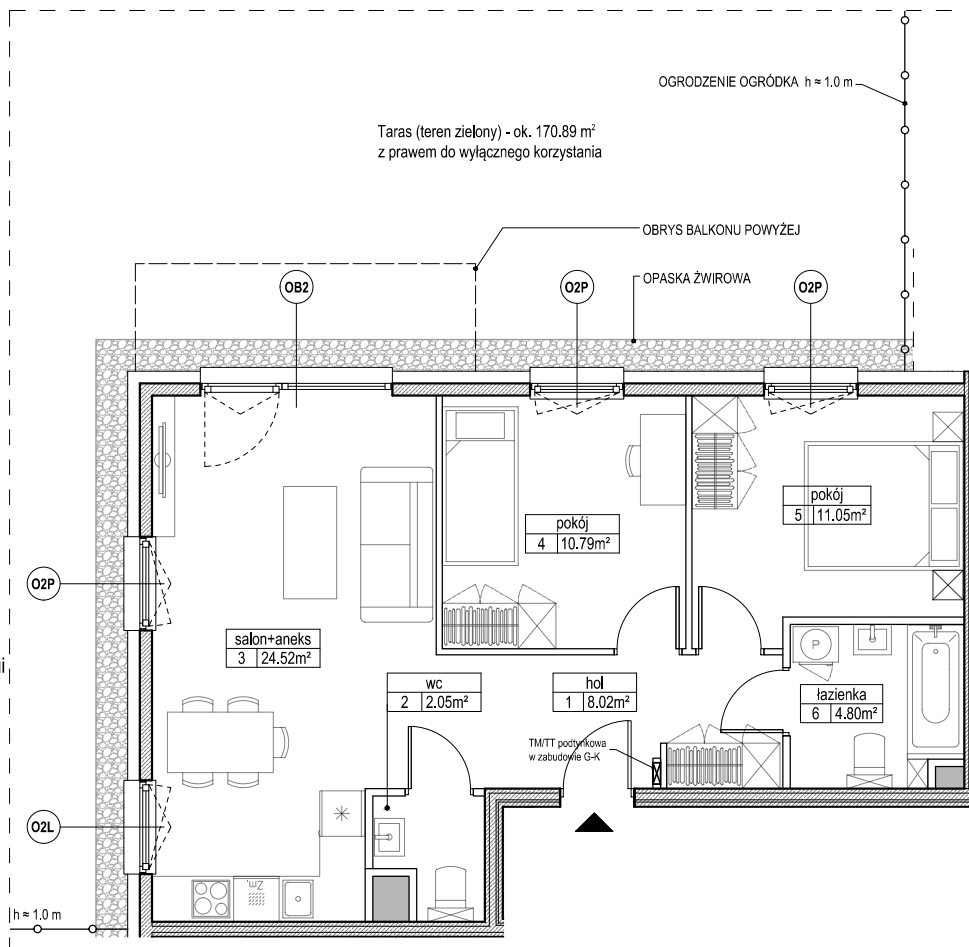 OGRODZENIE OGRÓDKA h ≈ 1.0 m
Taras (teren zielony) - ok. 170.89 m²
z prawem do wyłącznego korzystania
OBRYS BALKONU POWYŻEJ
OPASKA ŻWIROWA
OB2
O2P
O2P
pokój
5 11.05m²
pokój
4 10.79m²
O2P
salon+aneks
3 24.52m²
wc
2 2.05m²
hol
1 8.02m²
P
łazienka
6 4.80m²
TM/TT podtynkowa
w zabudowie G-K
O2L
Zm.
h ≈ 1.0 m